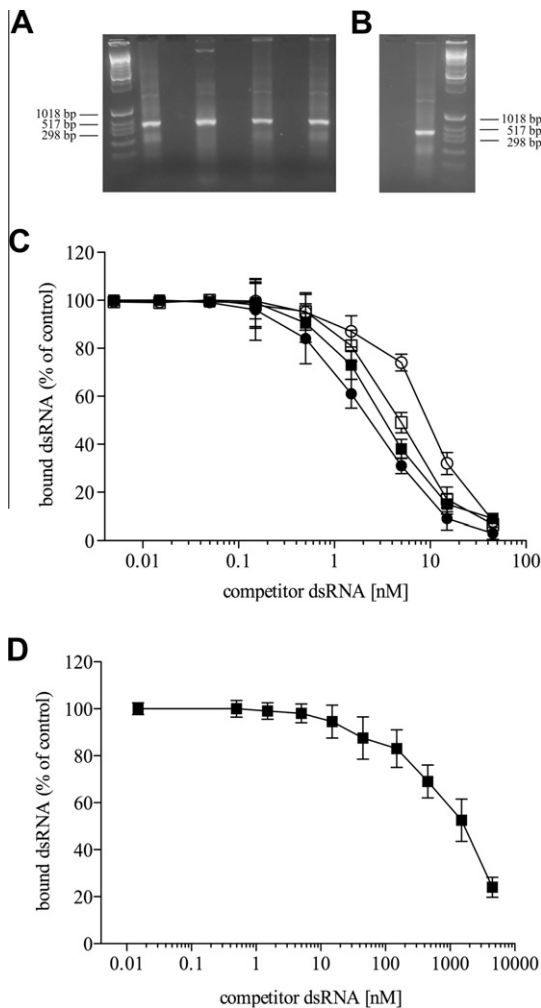 A
B
1018 bp
517 bp
298 bp
1018 bp
517 bp
298 bp
C
120
100
80
60
40
20
0
bound dsRNA (% of control)
0.01 0.1 1 10 100
competitor dsRNA [nM]
D
120
100
80
60
40
20
0
bound dsRNA (% of control)
0.01 0.1 1 10 100 1000 10000
competitor dsRNA [nM]